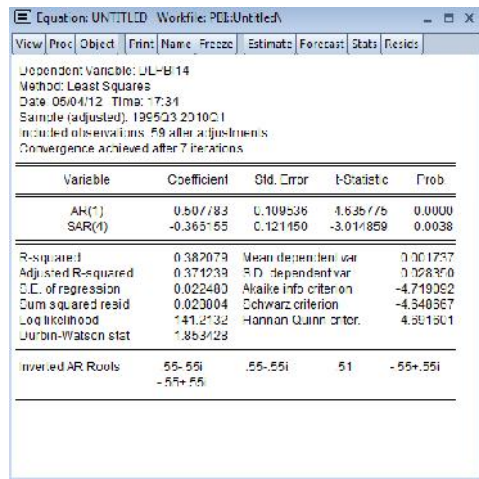 Equation: UNTITLED Workfile: PBI::Untitled\
View Proc Object Print Name Freeze Estimate Forecast Stats Resids
Dependent Variable: DLPBI14
Method: Least Squares
Date: 05/04/12 Time: 17:34
Sample (adjusted): 1995Q3 2010Q1
Included observations: 59 after adjustments
Convergence achieved after 7 iterations
Variable Coefficient Std. Error t-Statistic Prob.
AR(1) 0.507783 0.109536 4.635775 0.0000
SAR(4) -0.366155 0.121450 -3.014859 0.0038
R-squared 0.382079 Mean dependent var 0.001737
Adjusted R-squared 0.371239 S.D. dependent var 0.028350
S.E. of regression 0.022480 Akaike info criterion -4.719092
Sum squared resid 0.028804 Schwarz criterion -4.648667
Log likelihood 141.2132 Hannan-Quinn criter. -4.691601
Durbin-Watson stat 1.853428
Inverted AR Roots .55-.55i .55-.55i .51 -.55+.55i
-.55+.55i